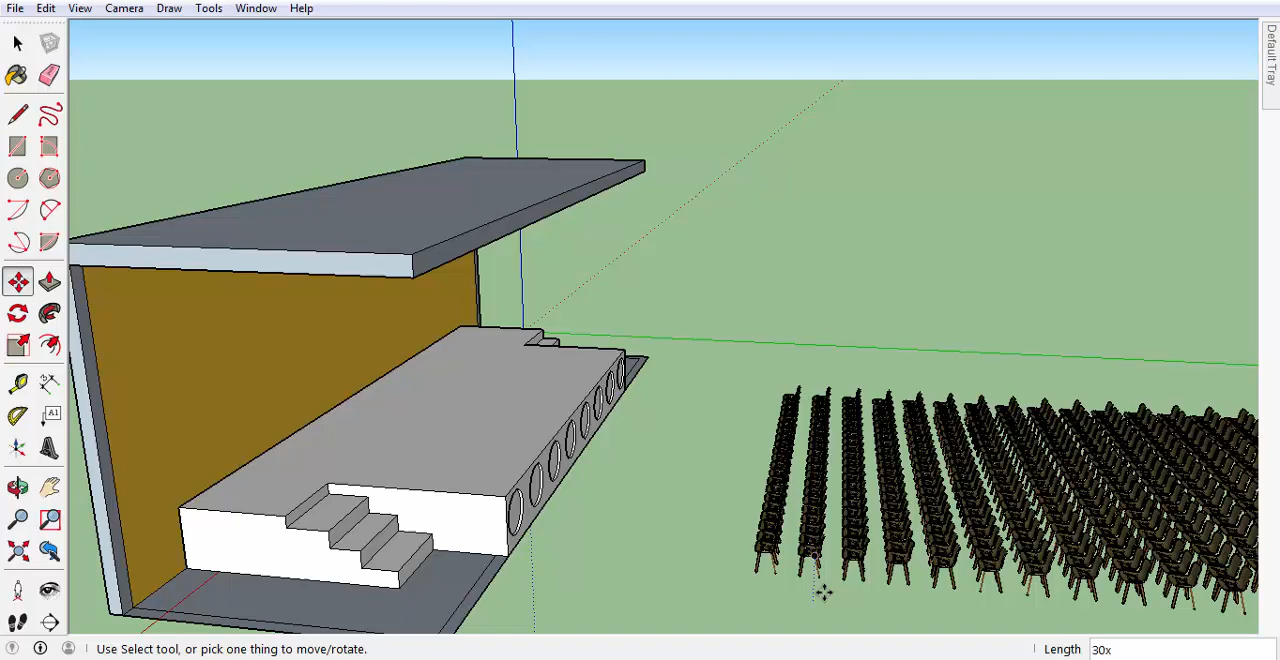 File Edit View Camera Draw Tools Window Help
Default Tray
A1
Use Select tool, or pick one thing to move/rotate.
Length 30x